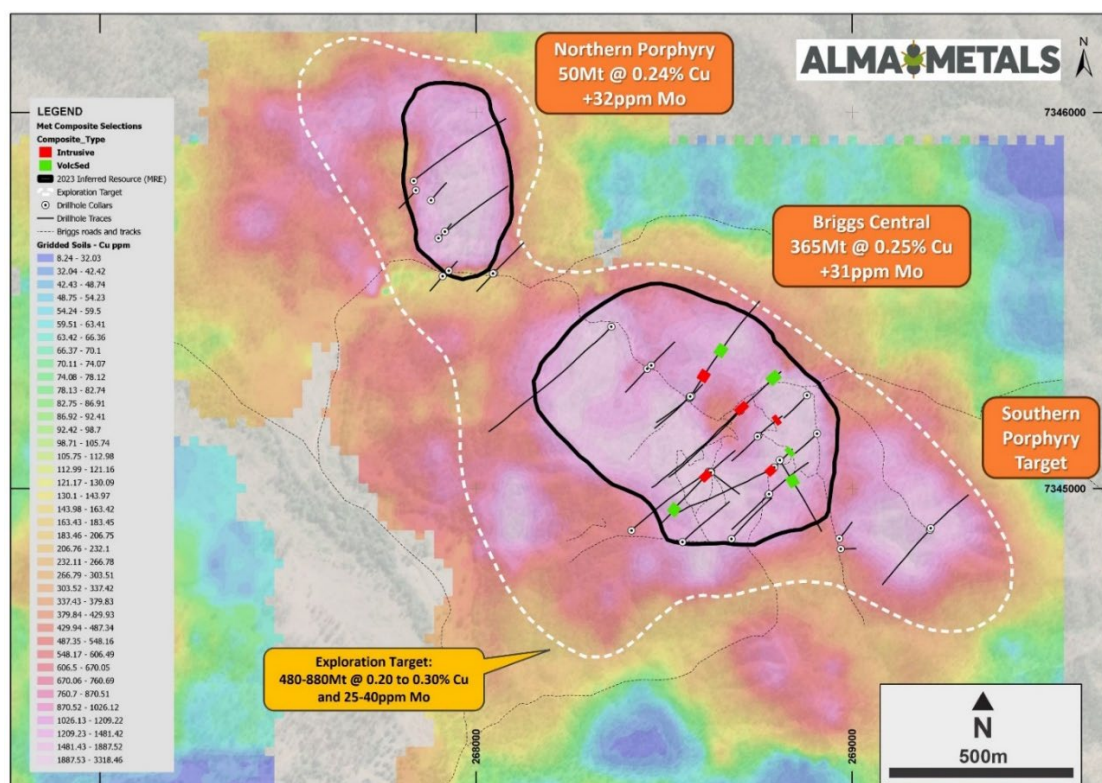 ALMA METALS
N
Northern Porphyry
50Mt @ 0.24% Cu
+32ppm Mo
7346000
LEGEND
Met Composite Selections
Composite_Type
Intrusive
VolcSed
2023 Inferred Resource (MRE)
Exploration Target
Drillhole Collars
Drillhole Traces
Briggs roads and tracks
Gridded Soils - Cu ppm
8.24 - 32.03
32.04 - 42.42
42.43 - 48.74
48.75 - 54.23
54.24 - 59.5
59.51 - 63.41
63.42 - 66.36
66.37 - 70.1
70.11 - 74.07
74.08 - 78.12
78.13 - 82.74
82.75 - 86.91
86.92 - 92.41
92.42 - 98.7
98.71 - 105.74
105.75 - 112.98
112.99 - 121.16
121.17 - 130.09
130.1 - 143.97
143.98 - 163.42
163.43 - 183.45
183.46 - 206.75
206.76 - 232.1
232.11 - 266.78
266.79 - 303.51
303.52 - 337.42
337.43 - 379.83
379.84 - 429.93
429.94 - 487.34
487.35 - 548.16
548.17 - 606.49
606.5 - 670.05
670.06 - 760.69
760.7 - 870.51
870.52 - 1026.12
1026.13 - 1209.22
1209.23 - 1481.42
1481.43 - 1887.52
1887.53 - 3318.46
Briggs Central
365Mt @ 0.25% Cu
+31ppm Mo
Southern
Porphyry
Target
7345000
Exploration Target:
480-880Mt @ 0.20 to 0.30% Cu
and 25-40ppm Mo
268000
269000
N
500m